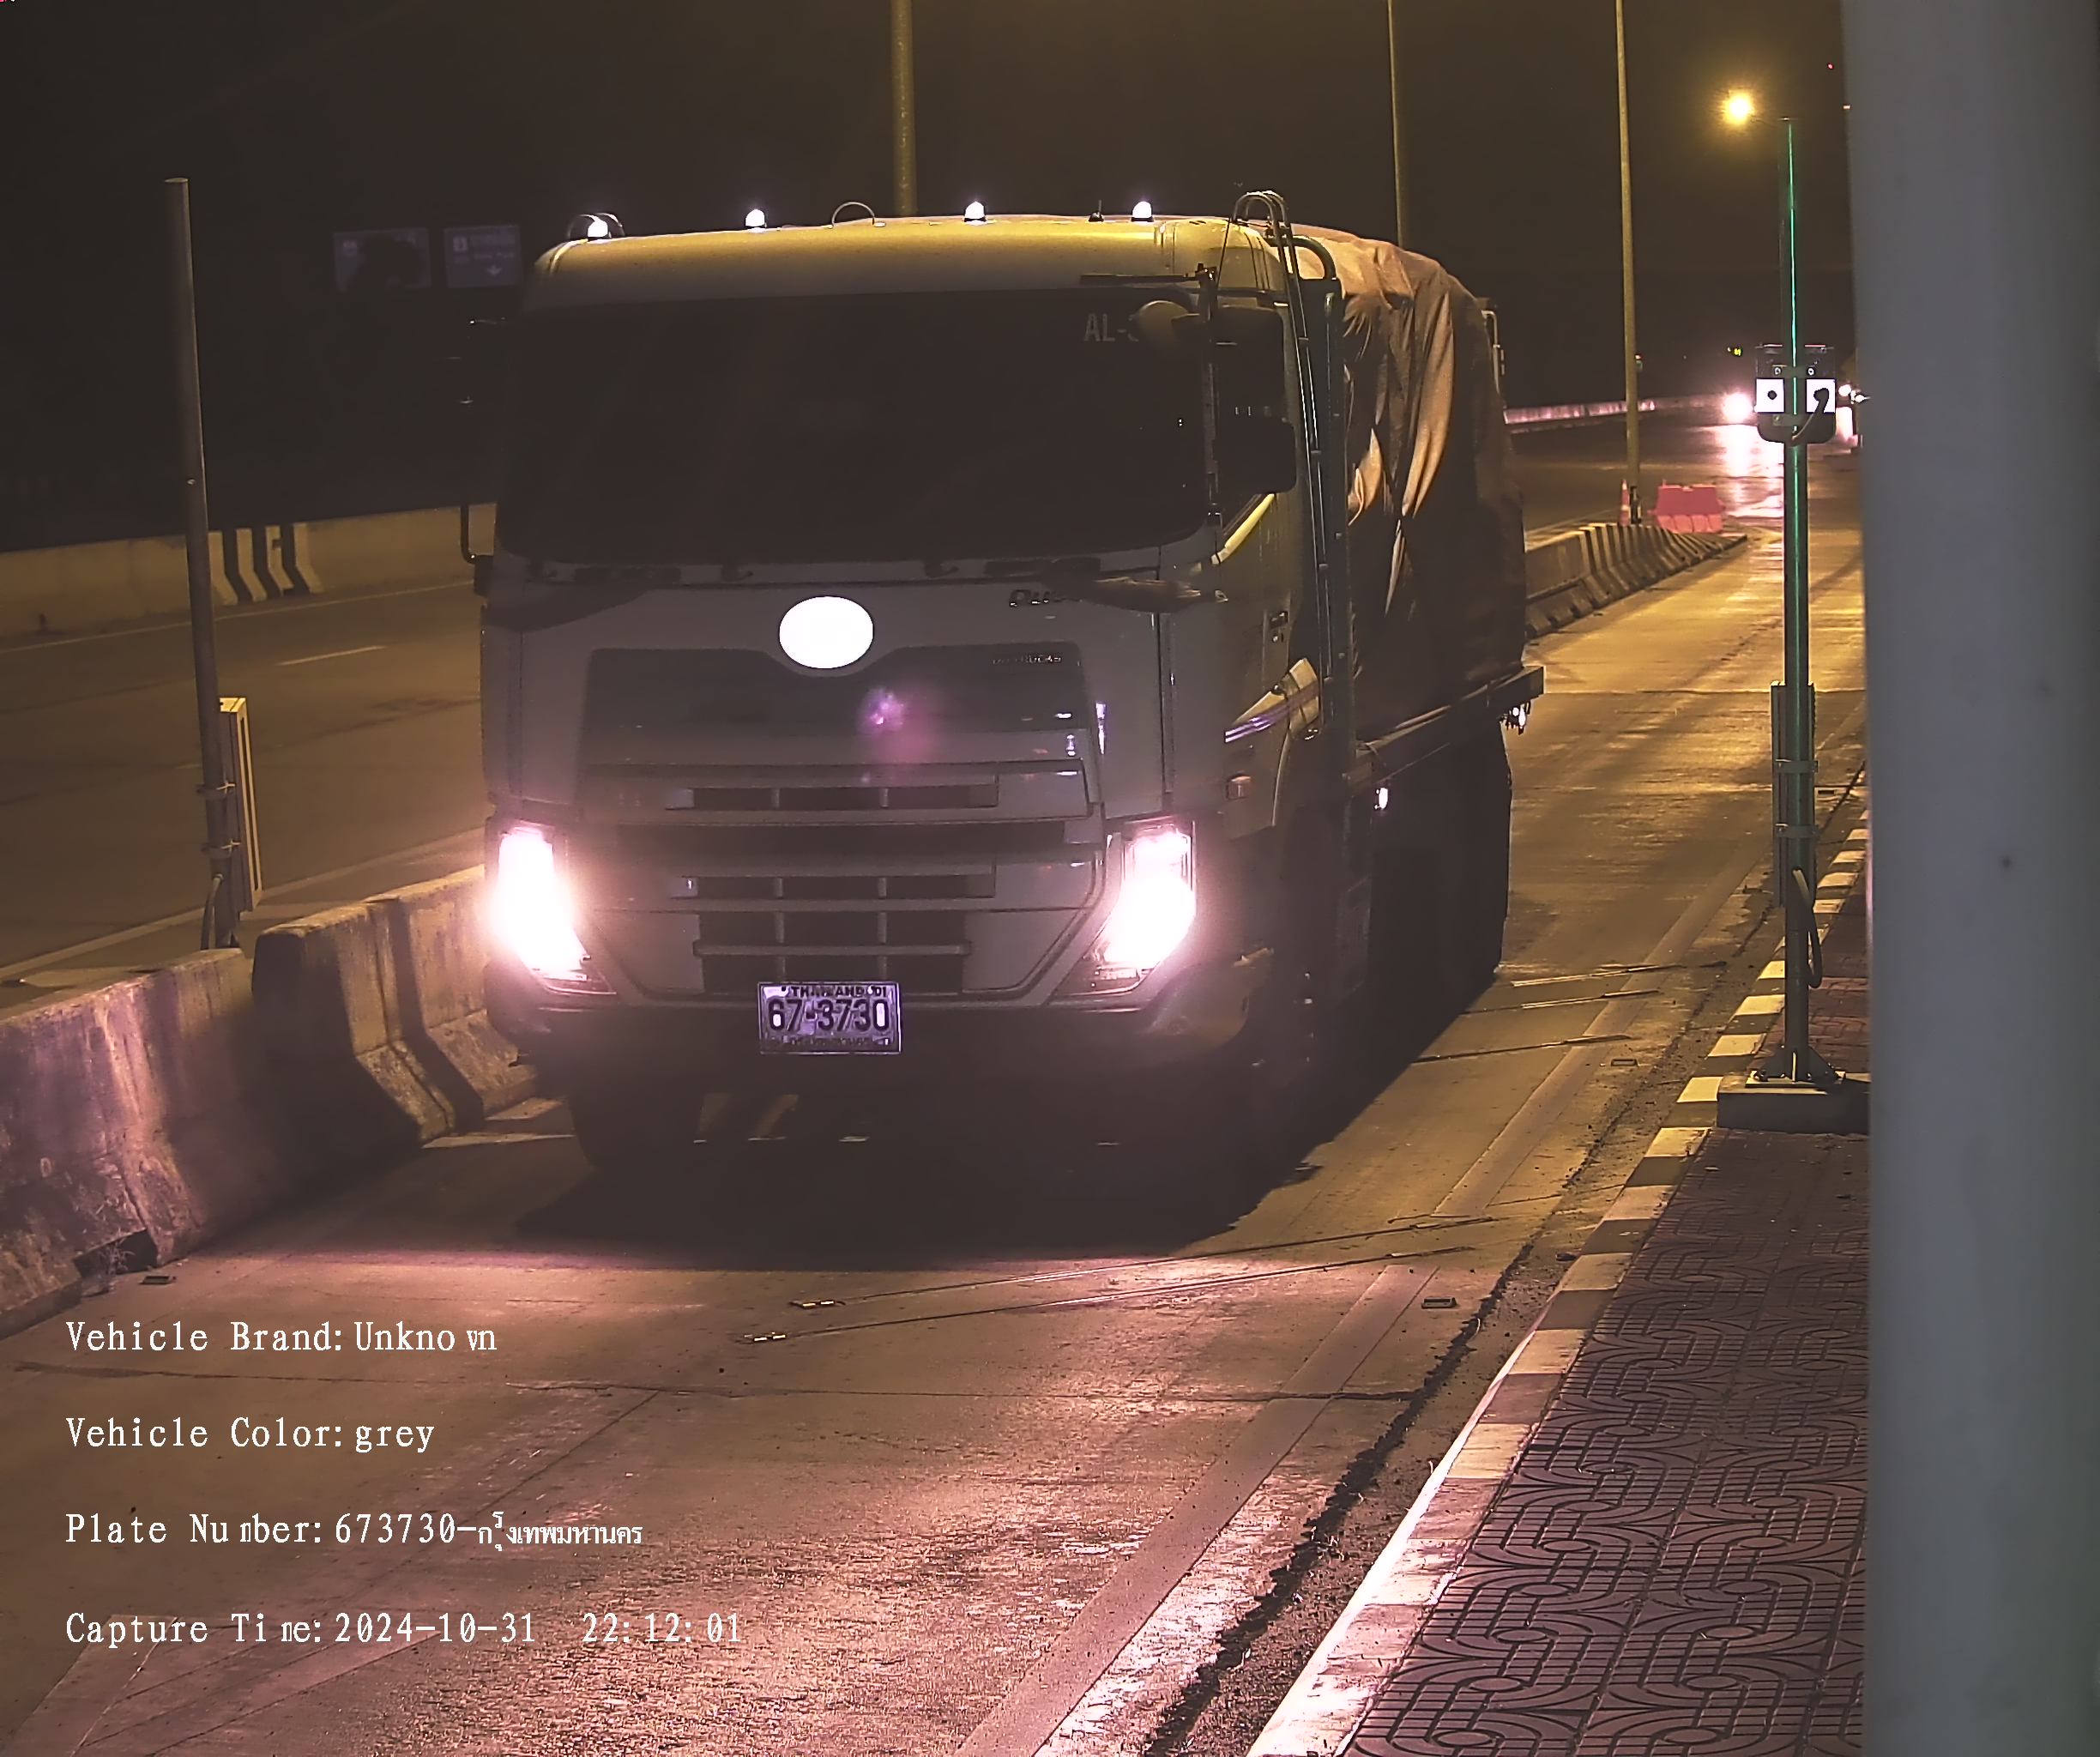 AL-
THAILAND 01
67-3730
Vehicle Brand:Unknown
Vehicle Color:grey
Plate Number:673730-กรุงเทพมหานคร
Capture Time:2024-10-31 22:12:01